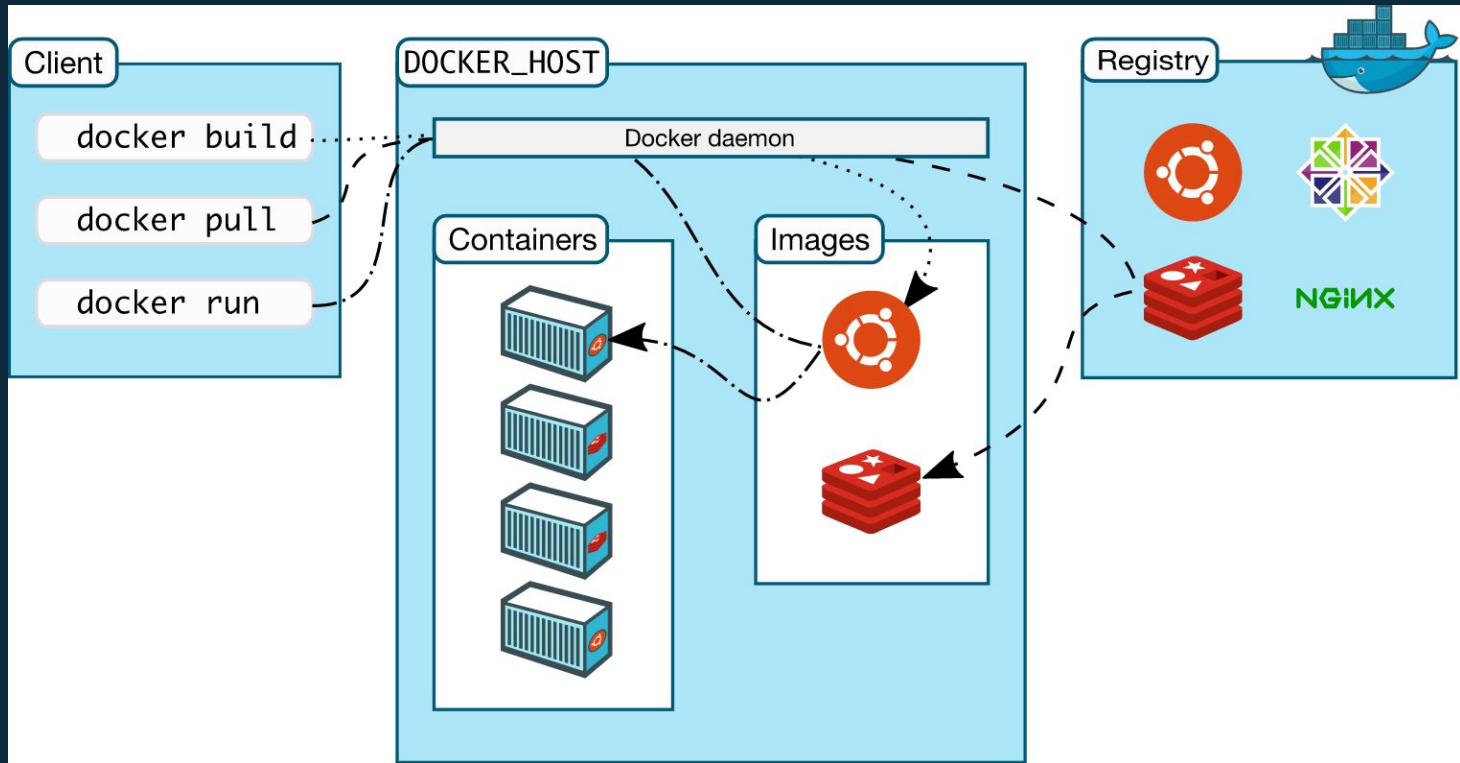 Client
docker build
docker pull
docker run
DOCKER_HOST
Docker daemon
Containers
Images
Registry
NGiNX